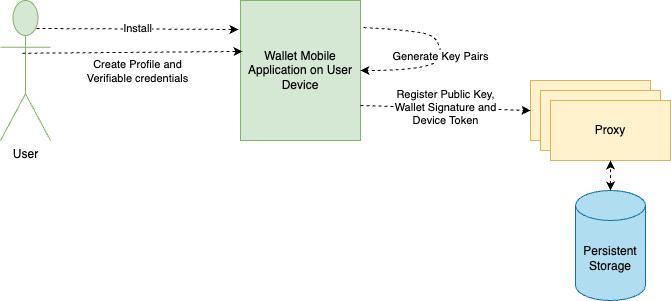 Install
Create Profile and
Verifiable credentials
User
Wallet Mobile
Application on User
Device
Generate Key Pairs
Register Public Key,
Wallet Signature and
Device Token
Proxy
Persistent
Storage